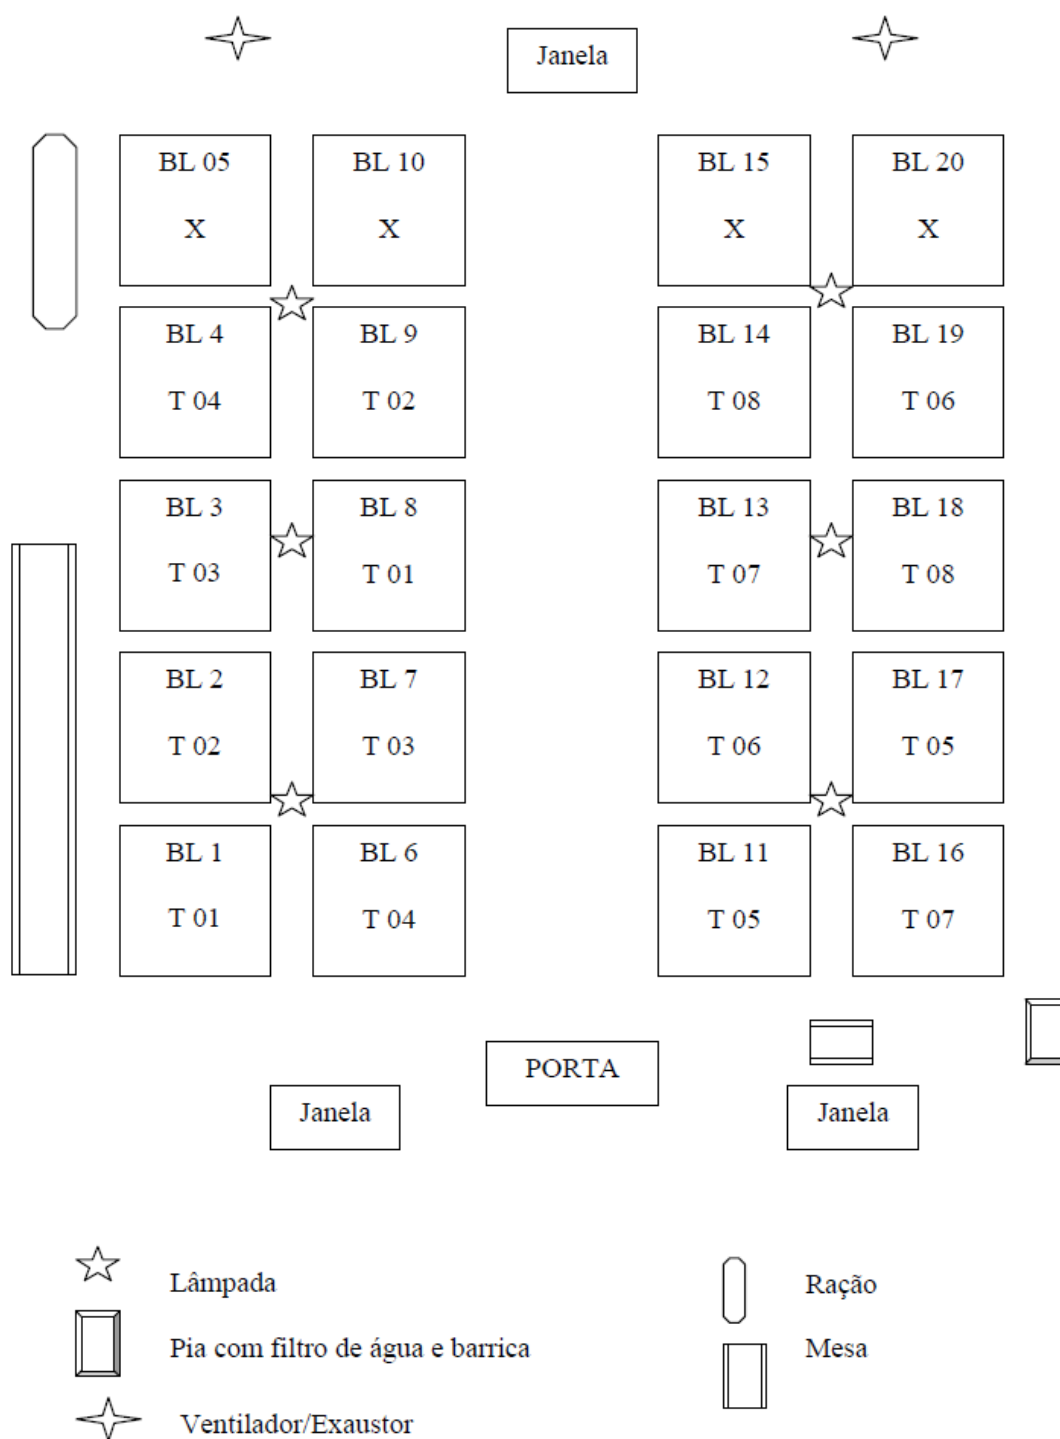 Janela
BL 05
X
BL 10
X
BL 15
X
BL 20
X
BL 4
T 04
BL 9
T 02
BL 14
T 08
BL 19
T 06
BL 3
T 03
BL 8
T 01
BL 13
T 07
BL 18
T 08
BL 2
T 02
BL 7
T 03
BL 12
T 06
BL 17
T 05
BL 1
T 01
BL 6
T 04
BL 11
T 05
BL 16
T 07
PORTA
Janela
Janela
Lâmpada
Ração
Pia com filtro de água e barrica
Mesa
Ventilador/Exaustor